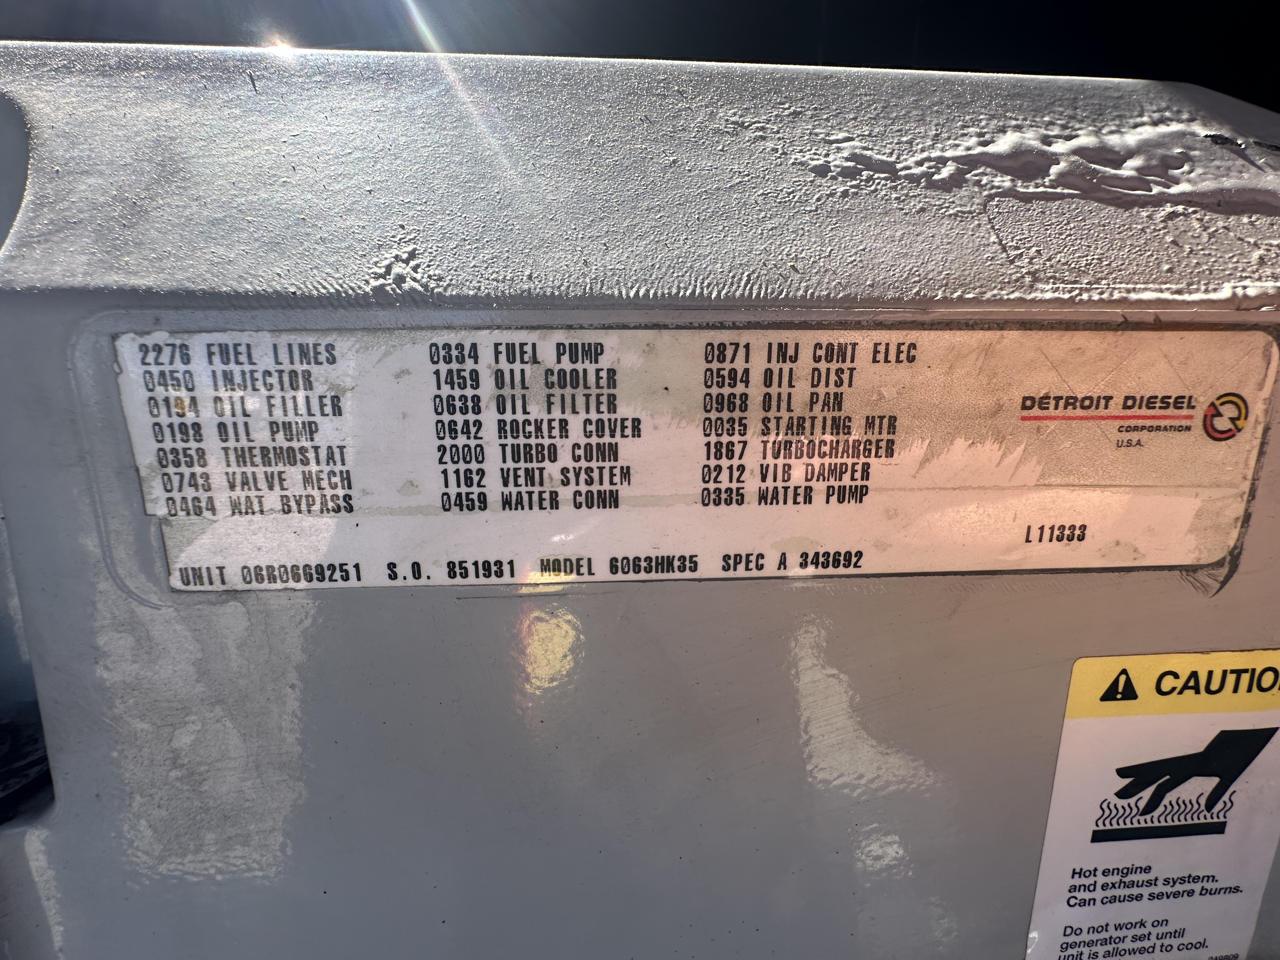 2276 FUEL LINES 0334 FUEL PUMP 0871 INJ CONT ELEC
0450 INJECTOR 1459 OIL COOLER 0594 OIL DIST
0194 OIL FILLER 0638 OIL FILTER 0968 OIL PAN
0198 OIL PUMP 0642 ROCKER COVER 0035 STARTING MTR
0358 THERMOSTAT 2000 TURBO CONN 1867 TURBOCHARGER
0743 VALVE MECH 1162 VENT SYSTEM 0212 VIB DAMPER
0464 WAT BYPASS 0459 WATER CONN 0335 WATER PUMP
DETROIT DIESEL
CORPORATION
U.S.A.
L11333
UNIT 06R0669251 S.O. 851931 MODEL 6063HK35 SPEC A 343692
CAUTIO
Hot engine
and exhaust system.
Can cause severe burns.
Do not work on
generator set until
unit is allowed to cool.